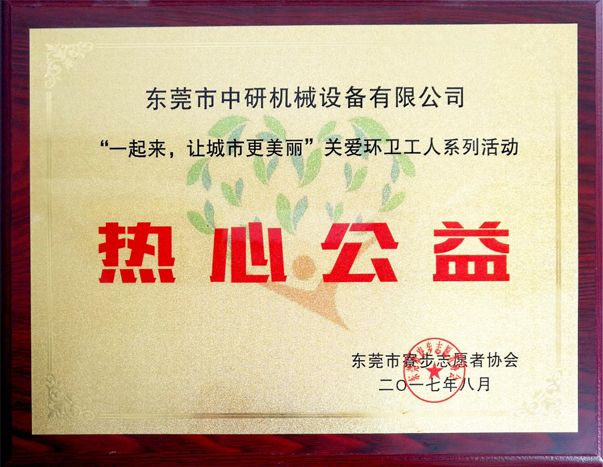 东莞市中研机械设备有限公司
“一起来，让城市更美丽”关爱环卫工人系列活动
热心公益
东莞市寮步志愿者协会
二〇一七年八月